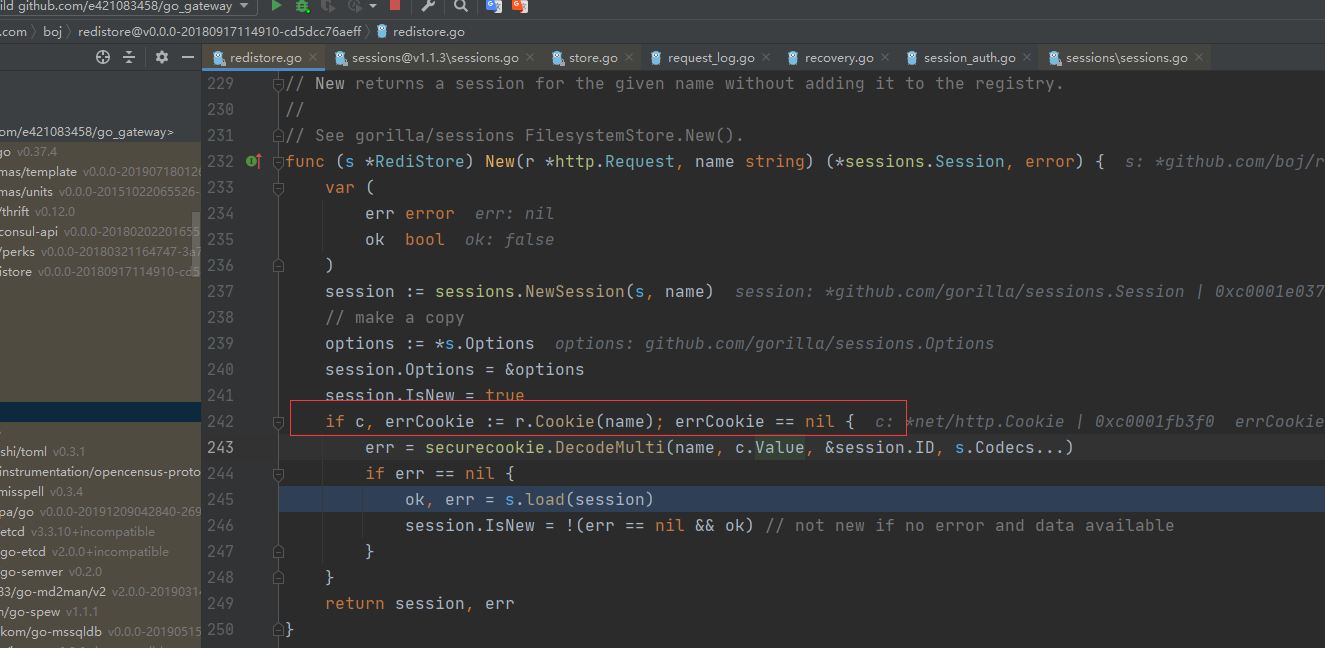 ild github.com/e421083458/go_gateway
.com boj redistore@v0.0.0-20180917114910-cd5dcc76aeff redistore.go
redistore.go sessions@v1.1.3\sessions.go store.go request_log.go recovery.go session_auth.go sessions\sessions.go
om/e421083458/go_gateway>
go v0.37.4
mas/template v0.0.0-201907180126
mas/units v0.0.0-20151022065526-
/thrift v0.12.0
consul-api v0.0.0-20180202201655
/perks v0.0.0-20180321164747-3a7
istore v0.0.0-20180917114910-cd5
shi/toml v0.3.1
instrumentation/opencensus-proto
misspell v0.3.4
pa/go v0.0.0-20191209042840-269
etcd v3.3.10+incompatible
go-etcd v2.0.0+incompatible
go-semver v0.2.0
83/go-md2man/v2 v2.0.0-2019031
n/go-spew v1.1.1
kom/go-mssqldb v0.0.0-20190515
229 // New returns a session for the given name without adding it to the registry.
230 //
231 // See gorilla/sessions FilesystemStore.New().
232 func (s *RediStore) New(r *http.Request, name string) (*sessions.Session, error) { s: *github.com/boj/r
233 var (
234 err error err: nil
235 ok bool ok: false
236 )
237 session := sessions.NewSession(s, name) session: *github.com/gorilla/sessions.Session | 0xc0001e037
238 // make a copy
239 options := *s.Options options: github.com/gorilla/sessions.Options
240 session.Options = &options
241 session.IsNew = true
242 if c, errCookie := r.Cookie(name); errCookie == nil { c: *net/http.Cookie | 0xc0001fb3f0 errCookie
243 err = securecookie.DecodeMulti(name, c.Value, &session.ID, s.Codecs...)
244 if err == nil {
245 ok, err = s.load(session)
246 session.IsNew = !(err == nil && ok) // not new if no error and data available
247 }
248 }
249 return session, err
250 }